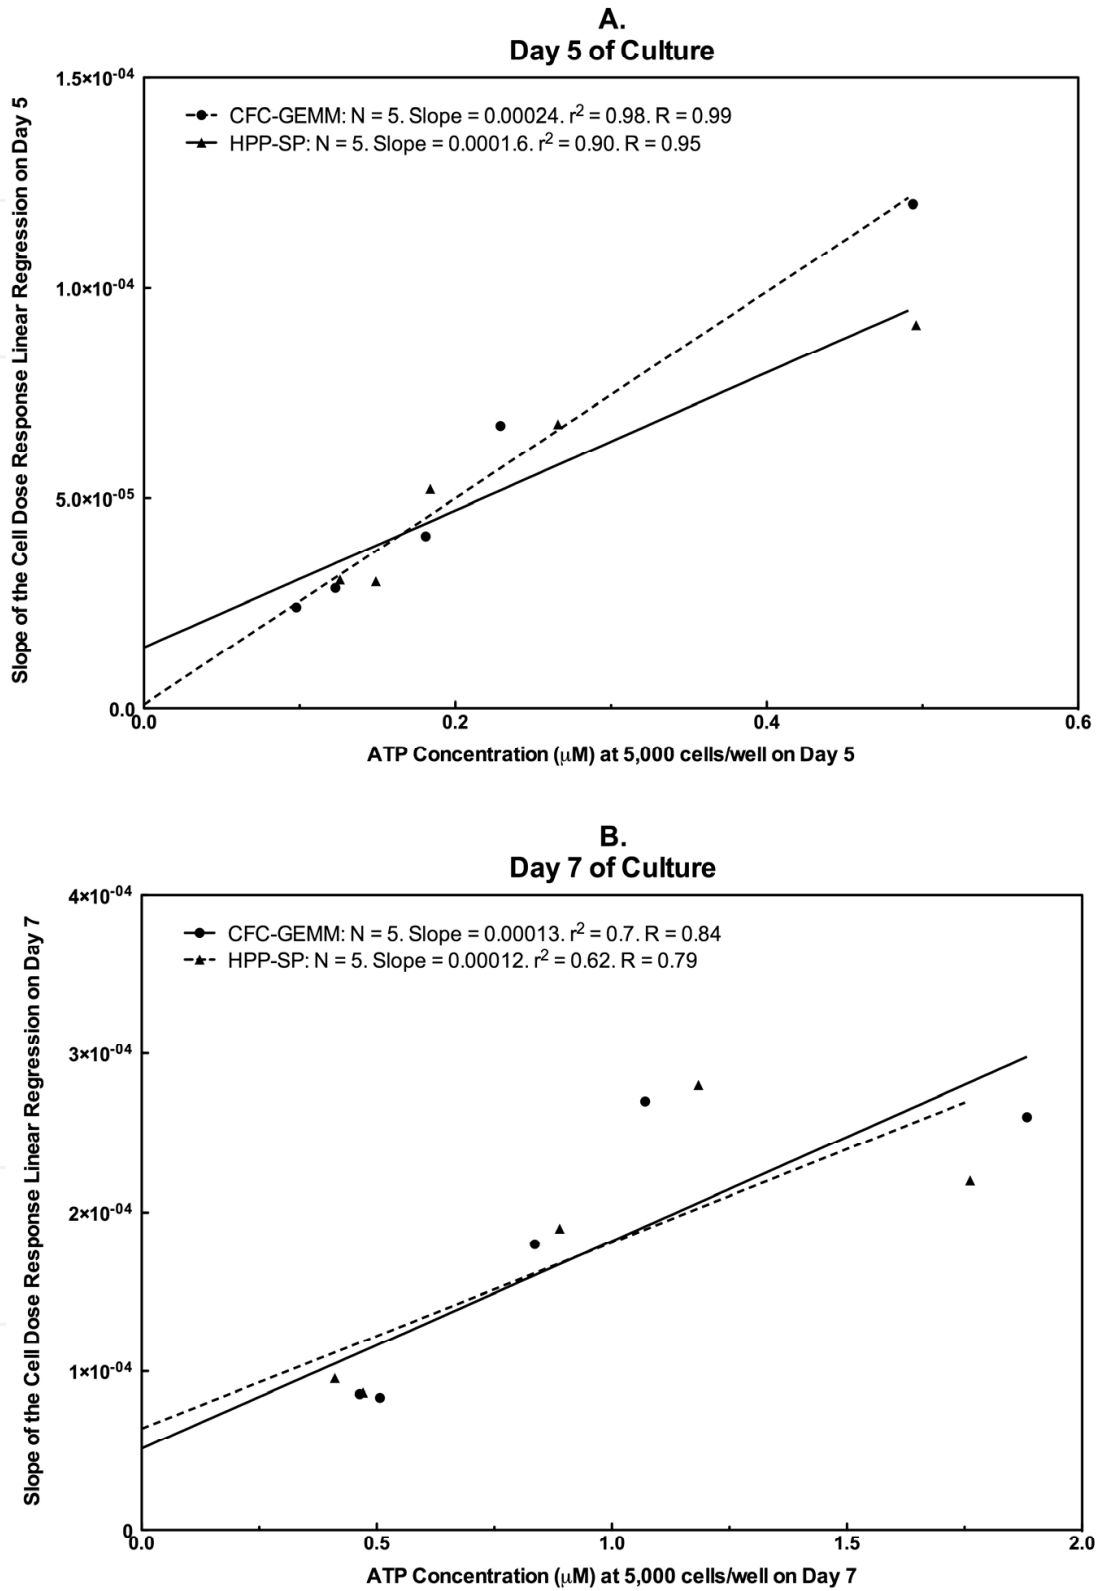 A.
Day 5 of Culture
1.5×10⁻⁰⁴
CFC-GEMM: N = 5. Slope = 0.00024. r² = 0.98. R = 0.99
HPP-SP: N = 5. Slope = 0.0001.6. r² = 0.90. R = 0.95
1.0×10⁻⁰⁴
5.0×10⁻⁰⁵
0.0
Slope of the Cell Dose Response Linear Regression on Day 5
0.0 0.2 0.4 0.6
ATP Concentration (μM) at 5,000 cells/well on Day 5
B.
Day 7 of Culture
4×10⁻⁰⁴
CFC-GEMM: N = 5. Slope = 0.00013. r² = 0.7. R = 0.84
HPP-SP: N = 5. Slope = 0.00012. r² = 0.62. R = 0.79
3×10⁻⁰⁴
2×10⁻⁰⁴
1×10⁻⁰⁴
0
Slope of the Cell Dose Response Linear Regression on Day 7
0.0 0.5 1.0 1.5 2.0
ATP Concentration (μM) at 5,000 cells/well on Day 7